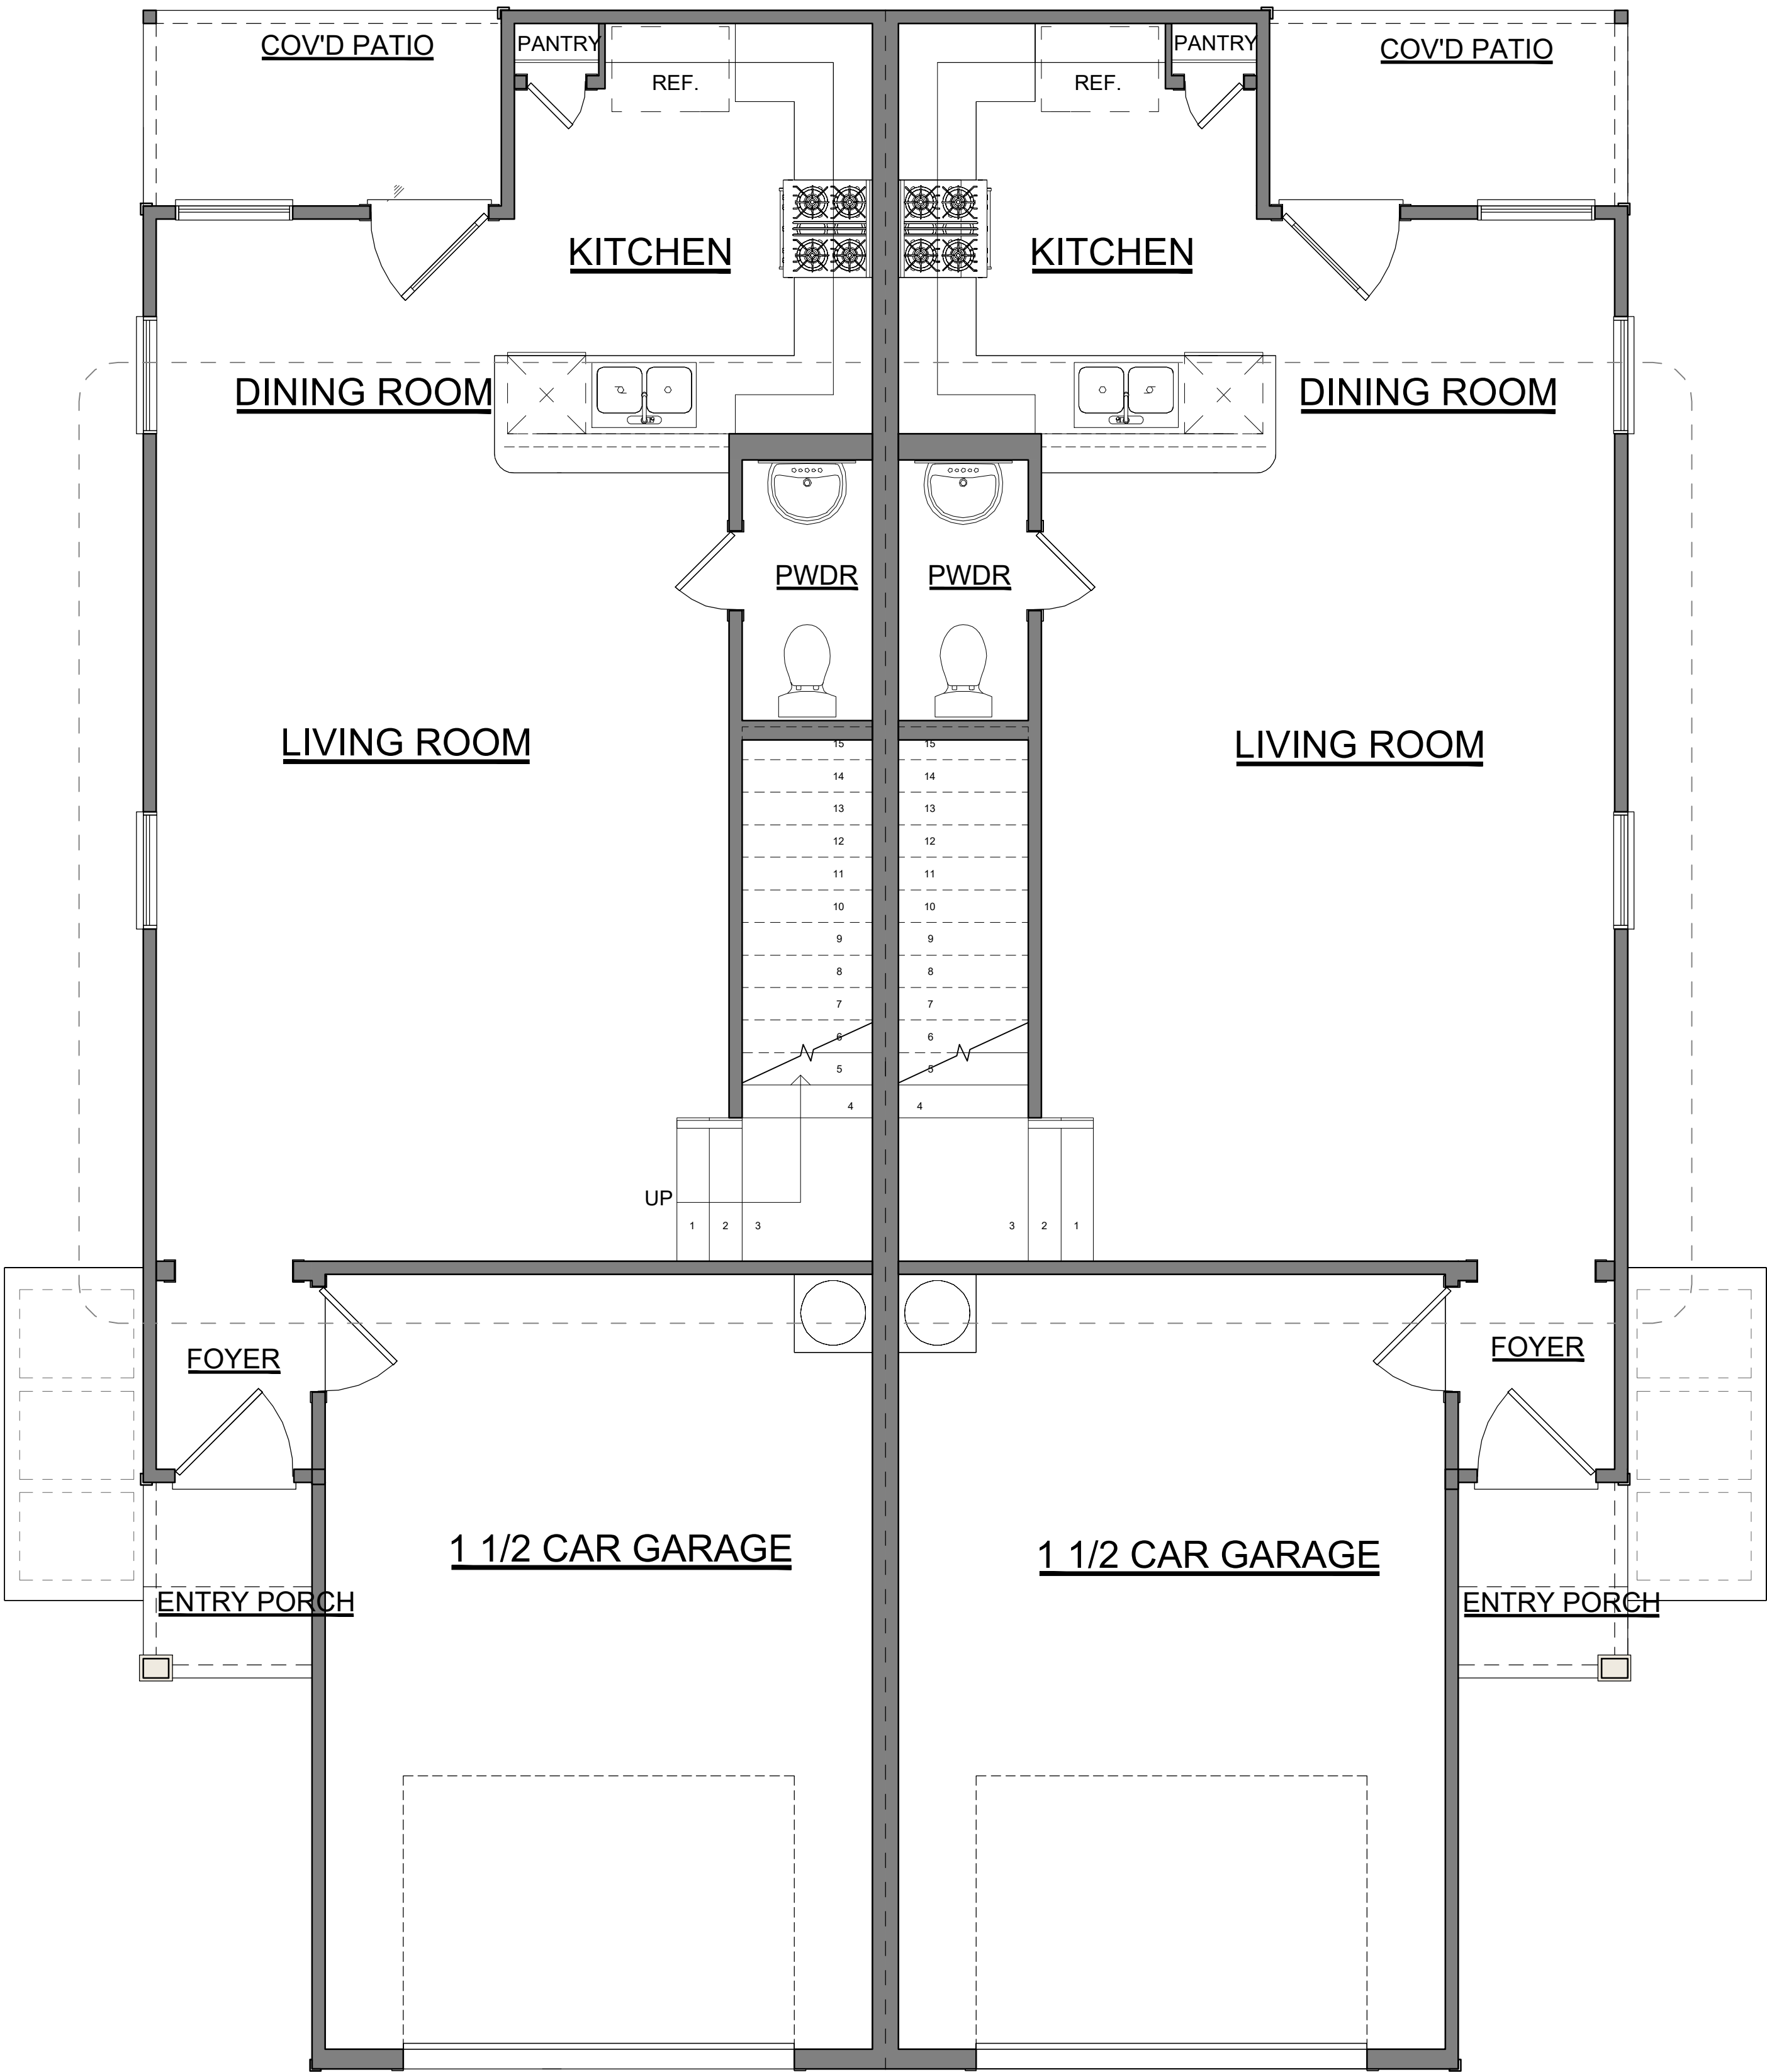 COV'D PATIO
PANTRY
REF.
REF.
PANTRY
COV'D PATIO
KITCHEN
KITCHEN
DINING ROOM
DINING ROOM
PWDR
PWDR
LIVING ROOM
LIVING ROOM
15 15
14 14
13 13
12 12
11 11
10 10
9 9
8 8
7 7
6 6
5 5
4 4
UP
1 2 3
3 2 1
FOYER
FOYER
1 1/2 CAR GARAGE
1 1/2 CAR GARAGE
ENTRY PORCH
ENTRY PORCH